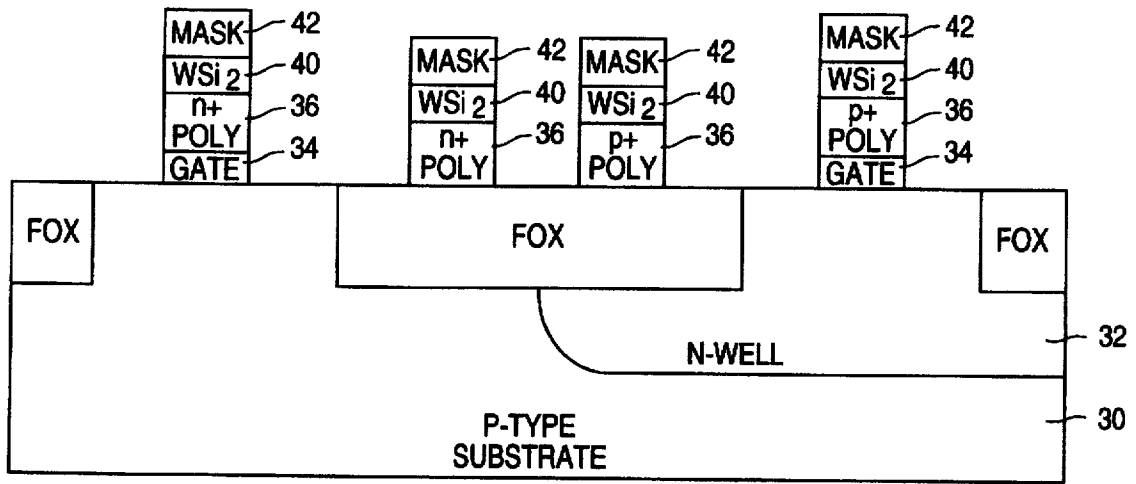 MASK 42
WSi2 40
n+ POLY 36
GATE 34
MASK 42
WSi2 40
n+ POLY 36
MASK 42
WSi2 40
p+ POLY 36
MASK 42
WSi2 40
p+ POLY 36
GATE 34
FOX
FOX
FOX
N-WELL
32
P-TYPE
SUBSTRATE
30